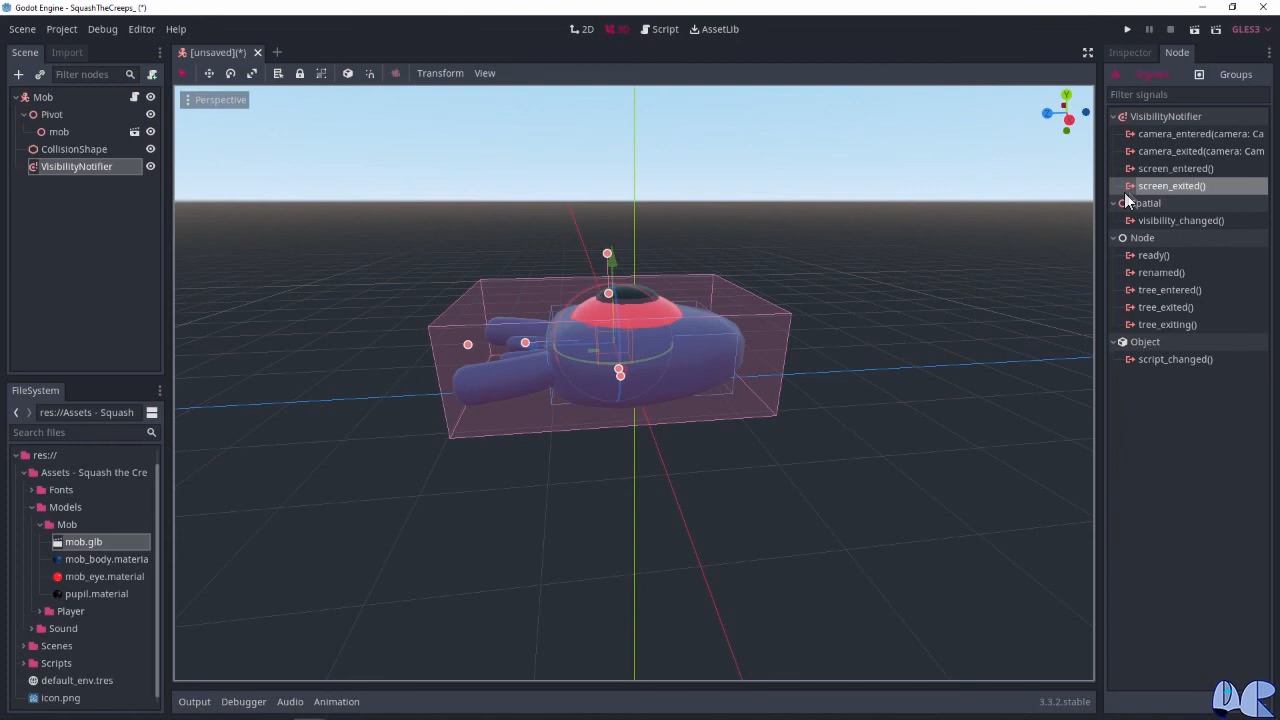 Godot Engine - SquashTheCreeps_ (*)
Scene Project Debug Editor Help
2D 3D Script AssetLib
GLES3
Scene Import
Filter nodes
Mob
Pivot
mob
CollisionShape
VisibilityNotifier
FileSystem
res://Assets - Squash
Search files
res://
Assets - Squash the Cre
Fonts
Models
Mob
mob.glb
mob_body.materia
mob_eye.material
pupil.material
Player
Sound
Scenes
Scripts
default_env.tres
icon.png
[unsaved](*)
Transform View
Perspective
Y
Z
Output Debugger Audio Animation
3.3.2.stable
Inspector Node
Signals Groups
Filter signals
VisibilityNotifier
camera_entered(camera: Ca
camera_exited(camera: Cam
screen_entered()
screen_exited()
Spatial
visibility_changed()
Node
ready()
renamed()
tree_entered()
tree_exited()
tree_exiting()
Object
script_changed()